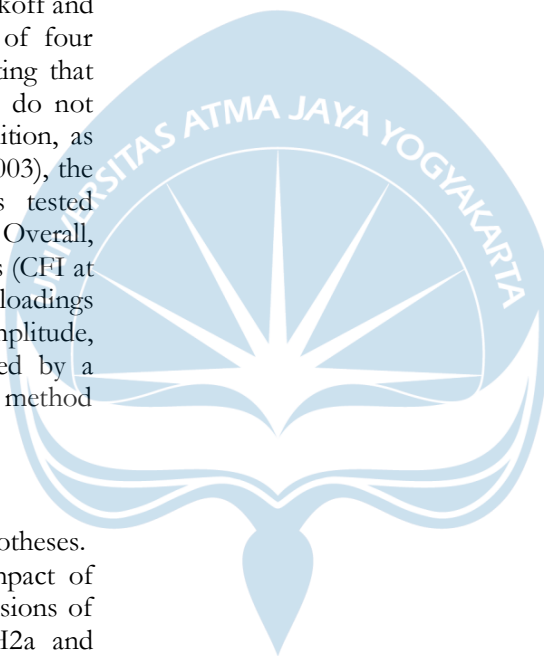 koff and
of four
ting that
do not
ition, as
003), the
s tested
Overall,
s (CFI at
loadings
nplitude,
ed by a
method
otheses.
npact of
sions of
H2a and
UNIVERSITAS ATMA JAYA YOGYAKARTA